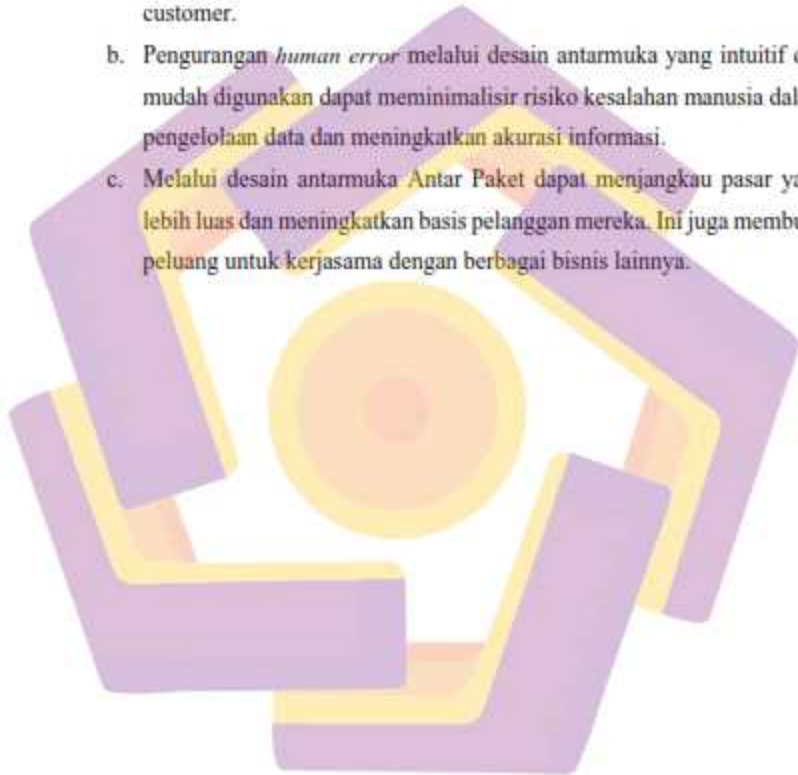 customer.
b. Pengurangan human error melalui desain antarmuka yang intuitif
mudah digunakan dapat meminimalisir risiko kesalahan manusia
pengelolaan data dan meningkatkan akurasi informasi.
c. Melalui desain antarmuka Antar Paket dapat menjangkau pasar
lebih luas dan meningkatkan basis pelanggan mereka. Ini juga
peluang untuk kerjasama dengan berbagai bisnis lainnya.